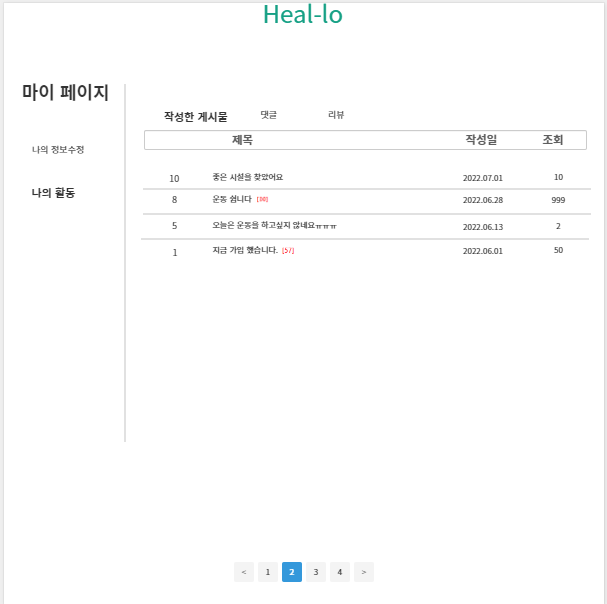 Heal-lo
마이 페이지
나의 정보수정
나의 활동
작성한 게시물 댓글 리뷰
제목 작성일 조회
10 좋은 시설을 찾았어요 2022.07.01 10
8 운동 쉽니다 2022.06.28 999
5 오늘은 운동을 하고싶지 않네요ㅠㅠㅠ 2022.06.13 2
1 지금 가입 했습니다. [57] 2022.06.01 50
< 1 2 3 4 >